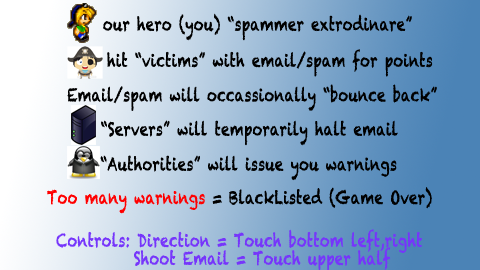 our hero (you) “spammer extrodinare”
hit “victims” with email/spam for points
Email/spam will occassionally “bounce back”
“Servers” will temporarily halt email
“Authorities” will issue you warnings
Too many warnings = BlackListed (Game Over)
Controls: Direction = Touch bottom left,right
Shoot Email = Touch upper half